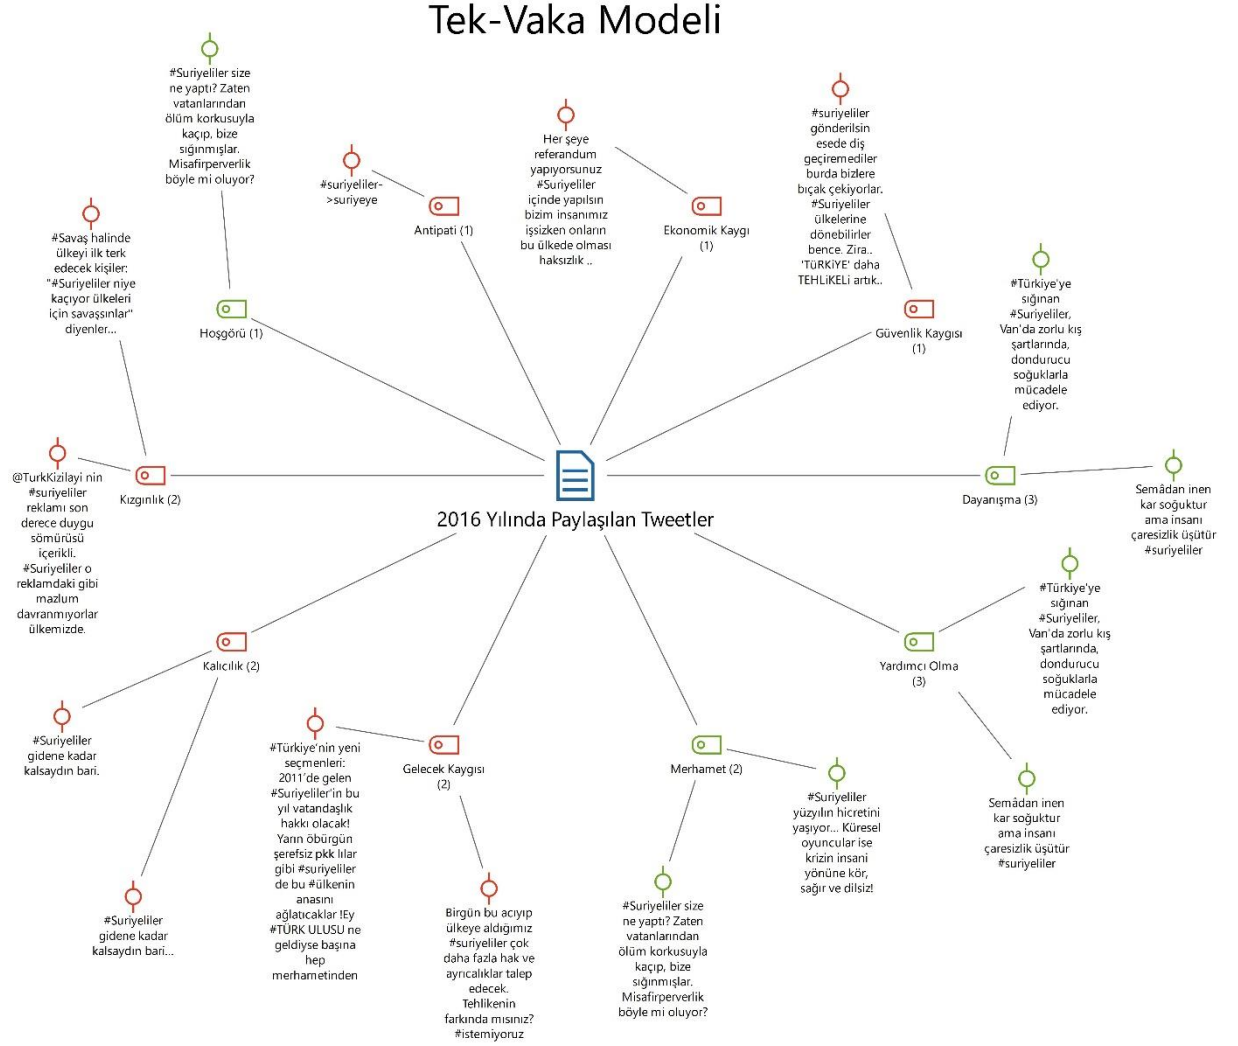 Tek-Vaka Modeli
#Suriyeliler size
ne yaptı? Zaten
vatanlarından
ölüm korkusuyla
kaçıp, bize
sığınmışlar.
Misafirperverlik
böyle mi oluyor?
Hoşgörü (1)
#suriyeliler-
>suriyeye
Antipati (1)
Her şeye
referandum
yapıyorsunuz
#Suriyeliler
içinde yapılsın
bizim insanımız
işsizken onların
bu ülkede olması
haksızlık ..
Ekonomik Kaygı
(1)
#suriyeliler
gönderilsin
esede diş
geçiremediler
burda bizlere
bıçak çekiyorlar.
#Suriyeliler
ülkelerine
dönebilirler
bence. Zira..
'TüRKiYE' daha
TEHLiKELi artık..
Güvenlik Kaygısı
(1)
#Savaş halinde
ülkeyi ilk terk
edecek kişiler:
"#Suriyeliler niye
kaçıyor ülkeleri
için savaşsınlar"
diyenler...
Kızgınlık (2)
@TurkKizilayi nin
#suriyeliler
reklamı son
derece duygu
sömürüsü
içerikli.
#Suriyeliler o
reklamdaki gibi
mazlum
davranmıyorlar
ülkemizde.
2016 Yılında Paylaşılan Tweetler
#Türkiye'ye
sığınan
#Suriyeliler,
Van'da zorlu kış
şartlarında,
dondurucu
soğuklarla
mücadele
ediyor.
Dayanışma (3)
Semâdan inen
kar soğuktur
ama insanı
çaresizlik üşütür
#suriyeliler
Kalıcılık (2)
#Suriyeliler
gidene kadar
kalsaydın bari.
#Suriyeliler
gidene kadar
kalsaydın bari...
#Türkiye'nin yeni
seçmenleri:
2011'de gelen
#Suriyeliler'in bu
yıl vatandaşlık
hakkı olacak!
Yarın öbürgün
şerefsiz pkk lılar
gibi #suriyeliler
de bu #ülkenin
anasını
ağlatıcaklar !Ey
#TÜRK ULUSU ne
geldiyse başına
hep
merhametinden
Gelecek Kaygısı
(2)
Birgün bu acıyıp
ülkeye aldığımız
#suriyeliler çok
daha fazla hak ve
ayrıcalıklar talep
edecek.
Tehlikenin
farkında mısınız?
#istemiyoruz
Merhamet (2)
#Suriyeliler size
ne yaptı? Zaten
vatanlarından
ölüm korkusuyla
kaçıp, bize
sığınmışlar.
Misafirperverlik
böyle mi oluyor?
#Suriyeliler
yüzyılın hicretini
yaşıyor... Küresel
oyuncular ise
krizin insani
yönüne kör,
sağır ve dilsiz!
Yardımcı Olma
(3)
#Türkiye'ye
sığınan
#Suriyeliler,
Van'da zorlu kış
şartlarında,
dondurucu
soğuklarla
mücadele
ediyor.
Semâdan inen
kar soğuktur
ama insanı
çaresizlik üşütür
#suriyeliler